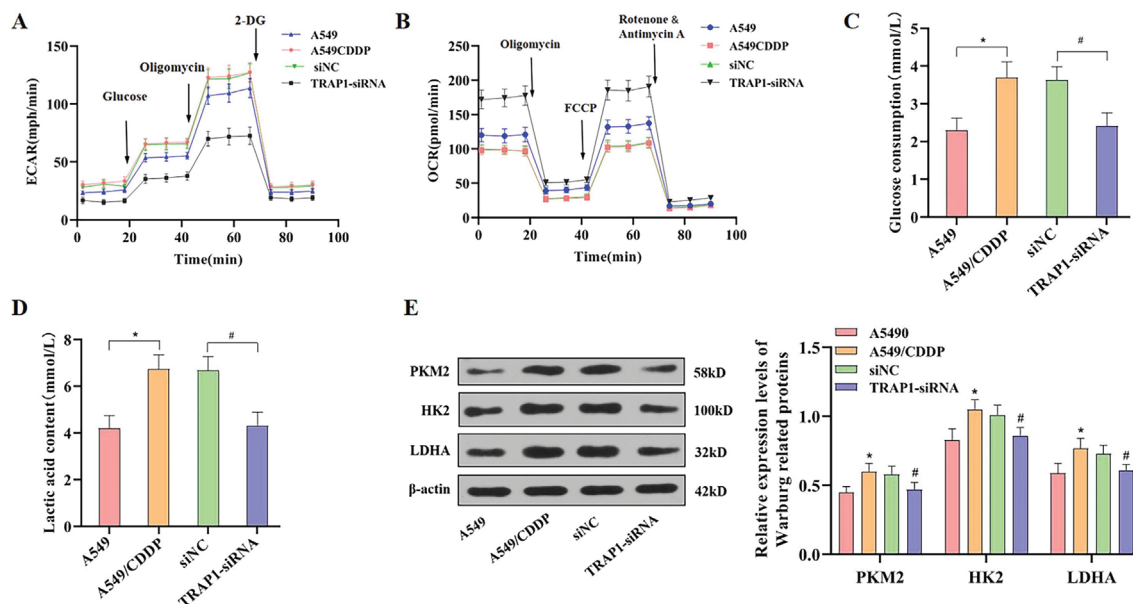 A
2-DG
A549
A549CDDP
siNC
TRAP1-siRNA
Oligomycin
Glucose
ECAR(mph/min)
150
100
50
0
0 20 40 60 80 100
Time(min)
B
Rotenone &
Antimycin A
A549
A549CDDP
siNC
TRAP1-siRNA
Oligomycin
FCCP
OCR(pmol/min)
250
200
150
100
50
0
0 20 40 60 80 100
Time(min)
C
Glucose consumption(mmol/L)
5
4
3
2
1
0
*
#
A549
A549/CDDP
siNC
TRAP1-siRNA
D
Lactic acid content(mmol/L)
8
6
4
2
0
*
#
A549
A549/CDDP
siNC
TRAP1-siRNA
E
PKM2 58kD
HK2 100kD
LDHA 32kD
β-actin 42kD
A549
A549/CDDP
siNC
TRAP1-siRNA
A5490
A549/CDDP
siNC
TRAP1-siRNA
Relative expression levels of
Warburg related proteins
1.5
1.0
0.5
0.0
* # * # * #
PKM2 HK2 LDHA